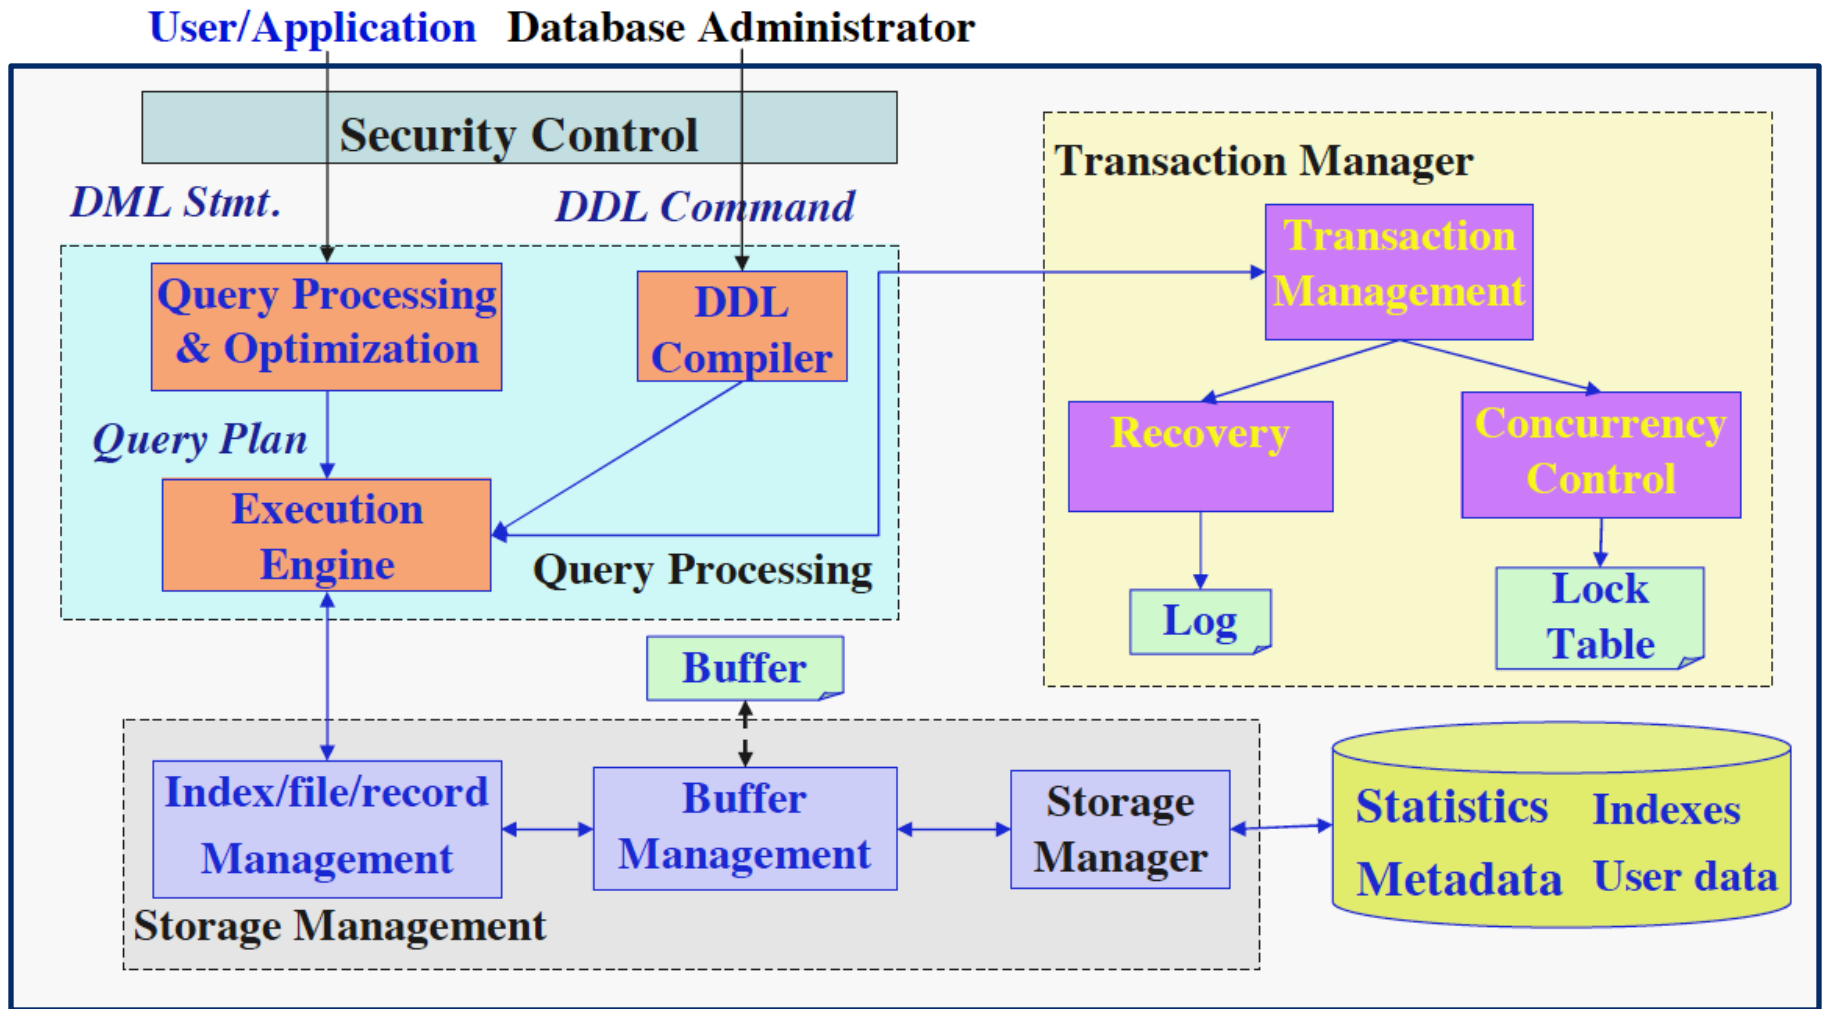 User/Application
Database Administrator
Security Control
DML Stmt.
DDL Command
Query Processing
& Optimization
DDL
Compiler
Query Plan
Execution
Engine
Query Processing
Transaction Manager
Transaction
Management
Recovery
Concurrency
Control
Log
Lock
Table
Buffer
Index/file/record
Management
Buffer
Management
Storage
Manager
Storage Management
Statistics
Indexes
Metadata
User data